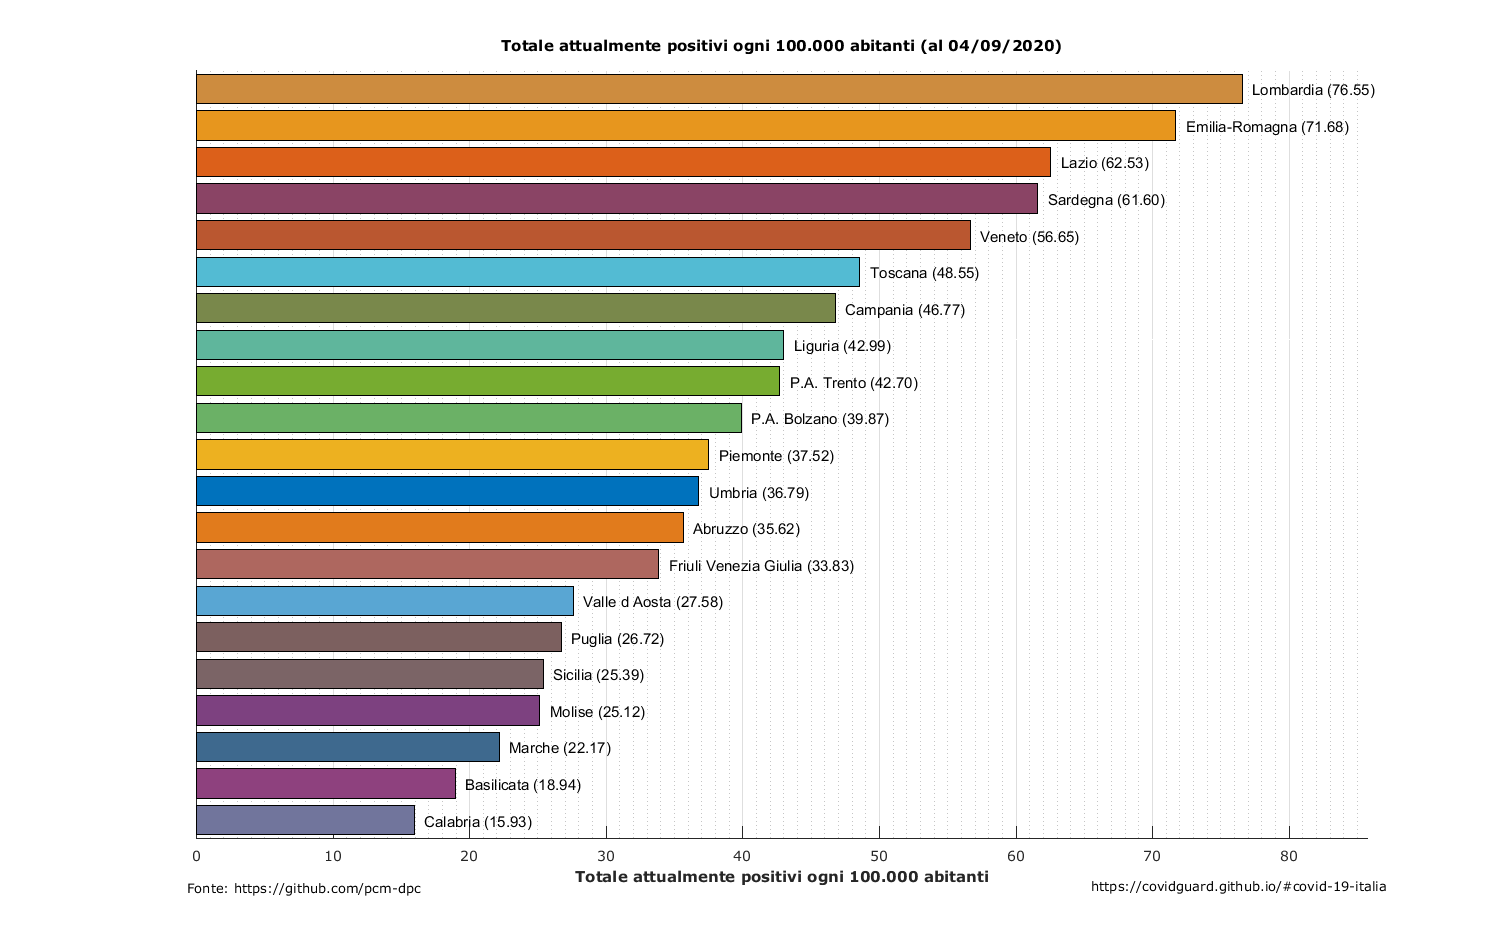 Totale attualmente positivi ogni 100.000 abitanti (al 04/09/2020)
Lombardia (76.55)
Emilia-Romagna (71.68)
Lazio (62.53)
Sardegna (61.60)
Veneto (56.65)
Toscana (48.55)
Campania (46.77)
Liguria (42.99)
P.A. Trento (42.70)
P.A. Bolzano (39.87)
Piemonte (37.52)
Umbria (36.79)
Abruzzo (35.62)
Friuli Venezia Giulia (33.83)
Valle d Aosta (27.58)
Puglia (26.72)
Sicilia (25.39)
Molise (25.12)
Marche (22.17)
Basilicata (18.94)
Calabria (15.93)
0 10 20 30 40 50 60 70 80
Totale attualmente positivi ogni 100.000 abitanti
Fonte: https://github.com/pcm-dpc
https://covidguard.github.io/#covid-19-italia